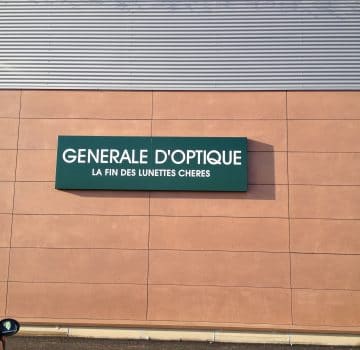 GENERALE D'OPTIQUE
LA FIN DES LUNETTES CHERES